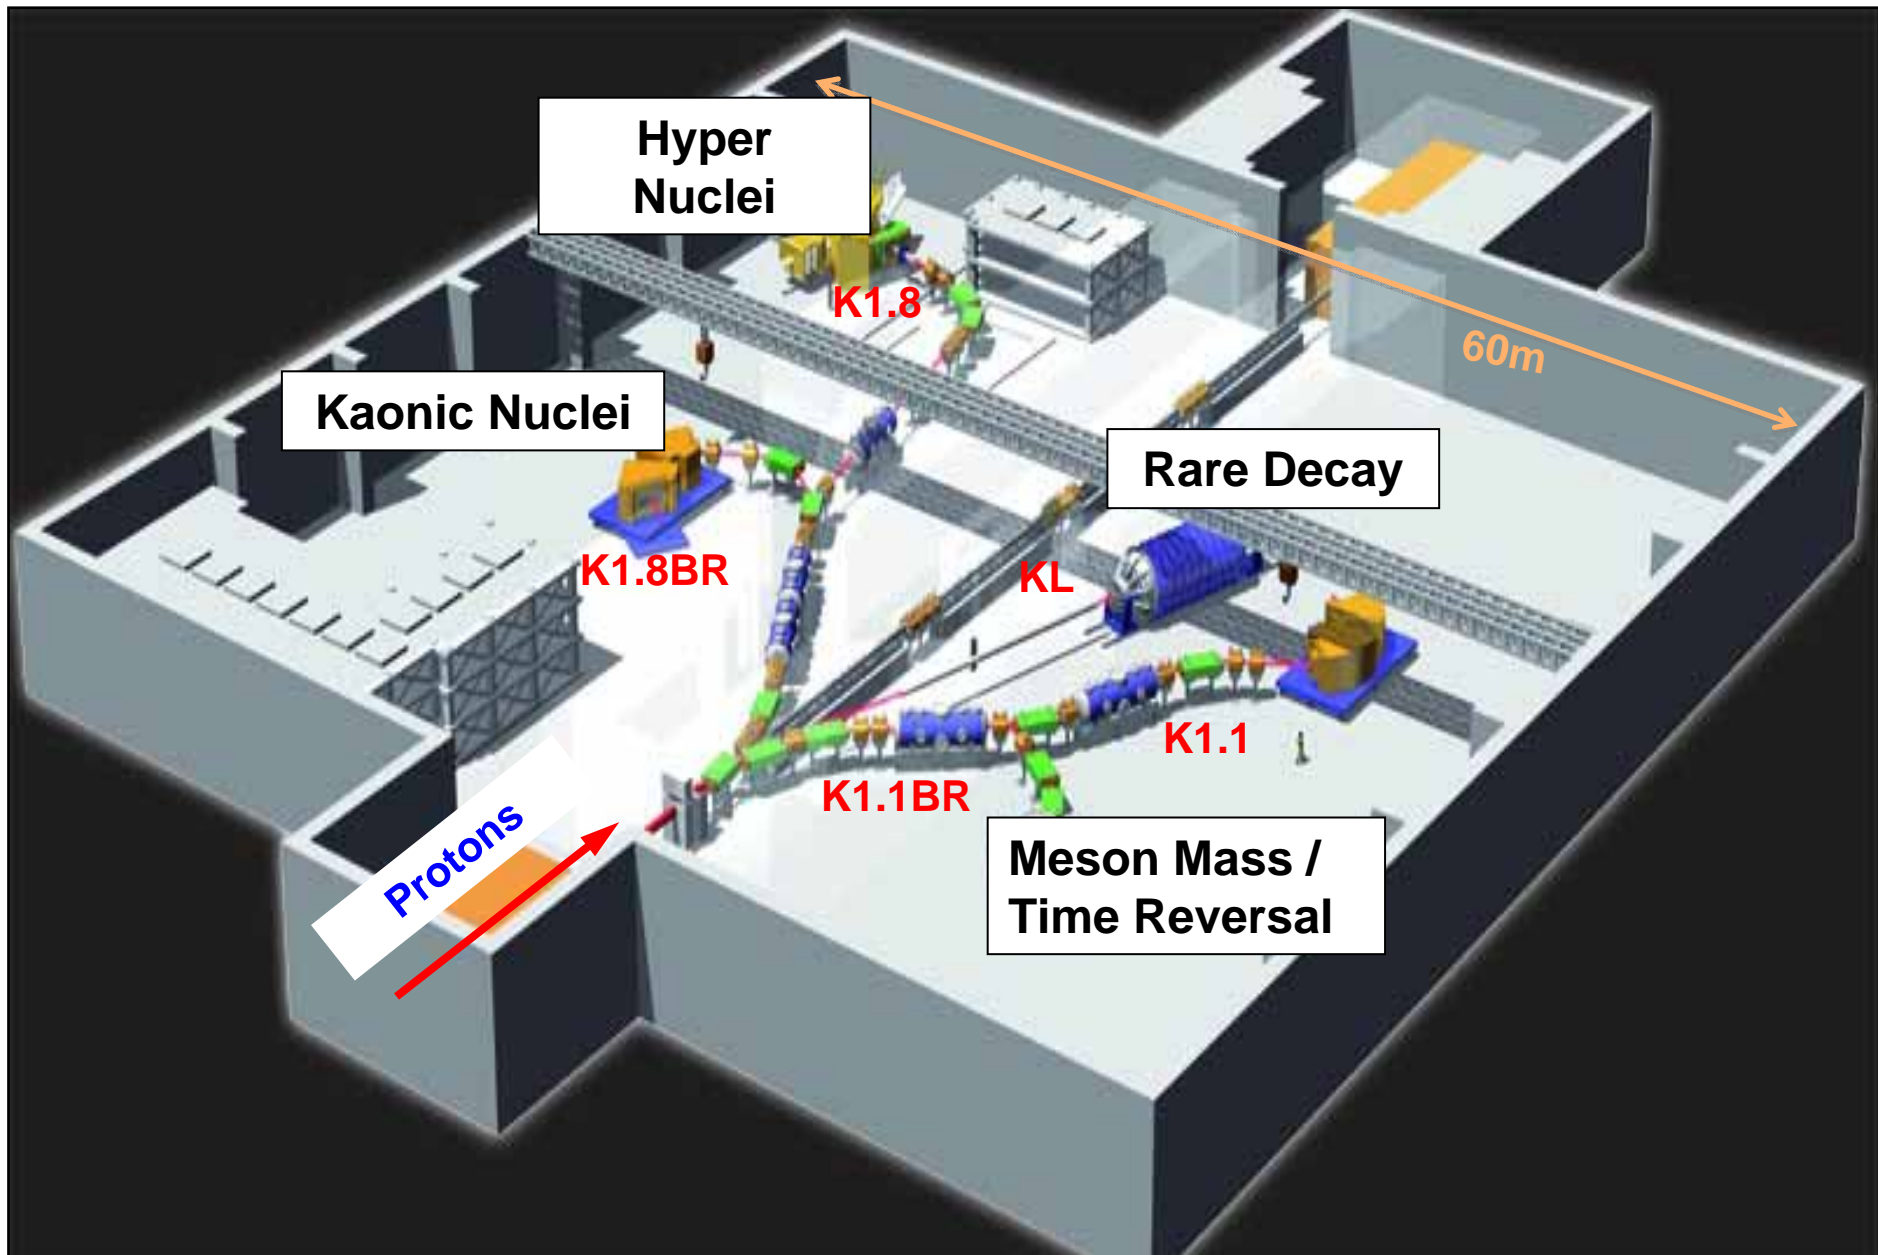 Hyper
Nuclei
K1.8
60m
Kaonic Nuclei
Rare Decay
K1.8BR
KL
K1.1
K1.1BR
Protons
Meson Mass /
Time Reversal